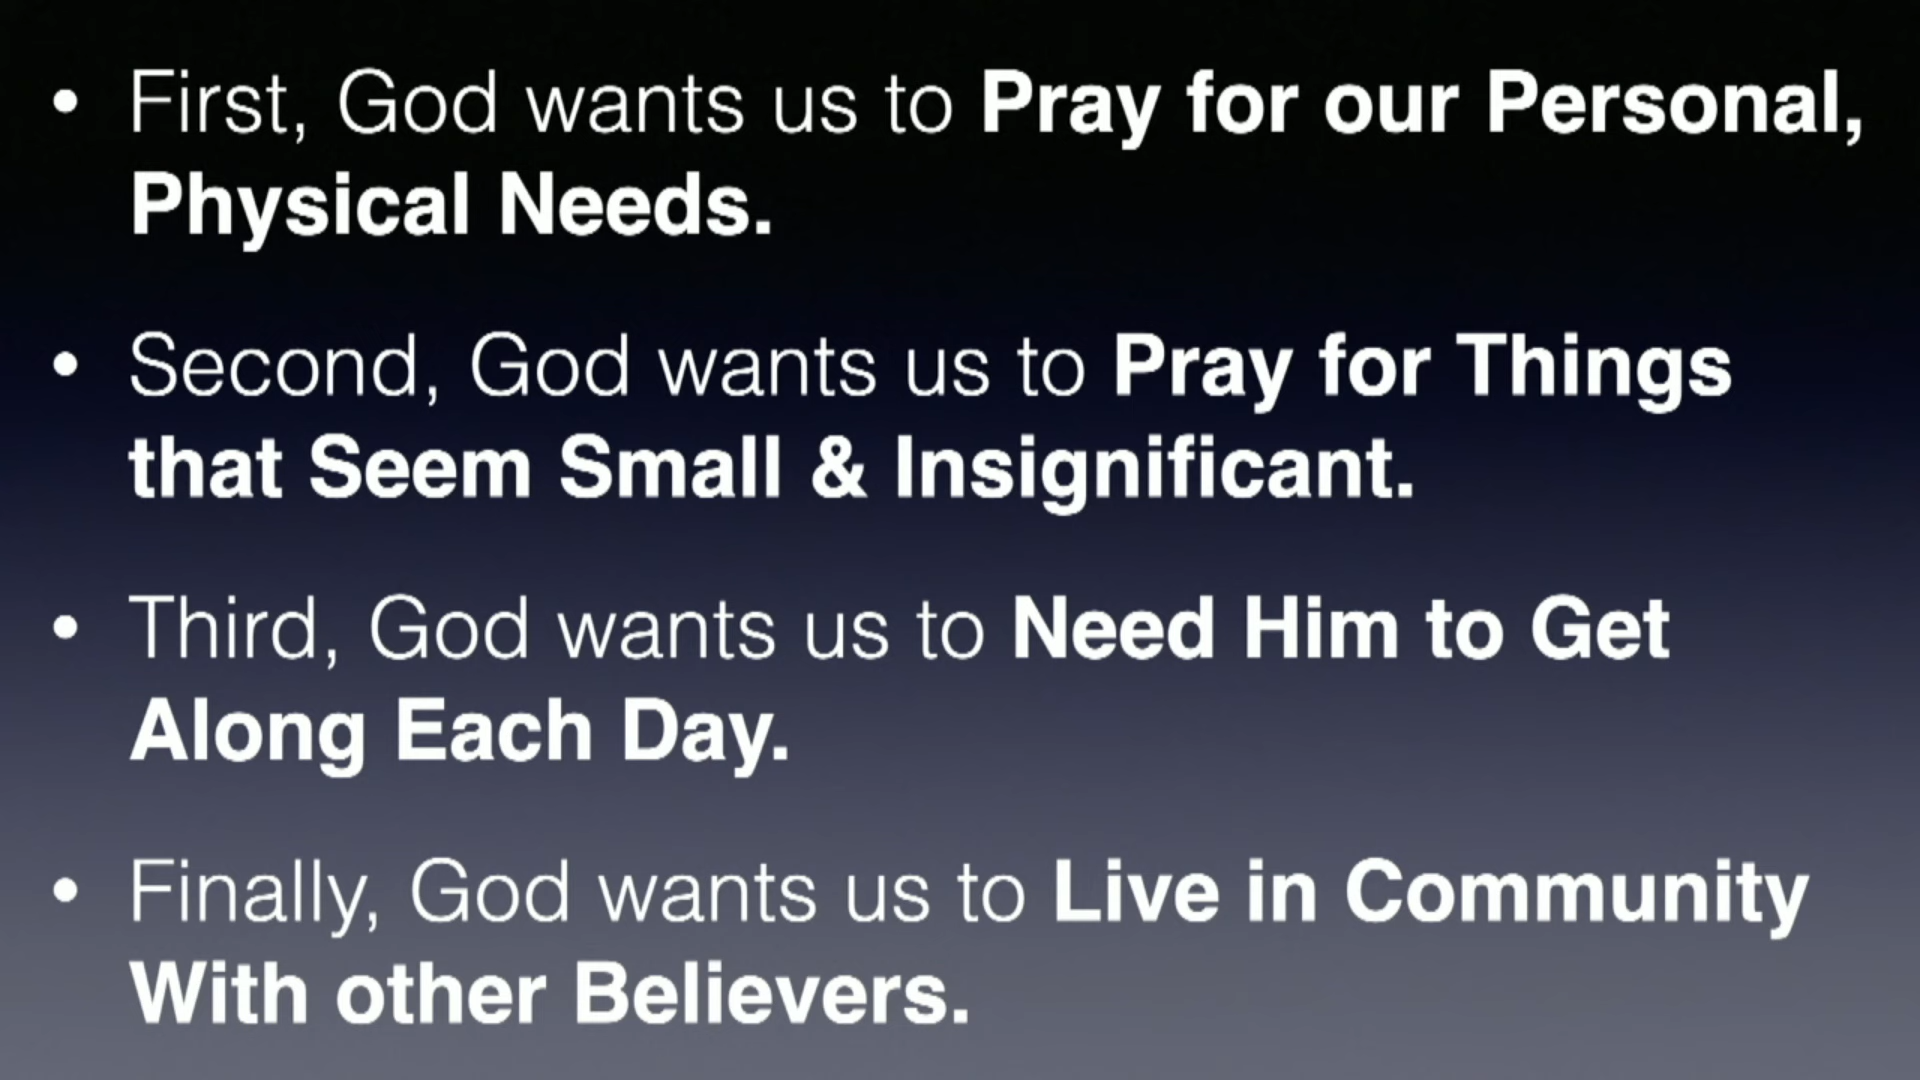 • First, God wants us to Pray for our Personal,
Physical Needs.
• Second, God wants us to Pray for Things
that Seem Small & Insignificant.
• Third, God wants us to Need Him to Get
Along Each Day.
• Finally, God wants us to Live in Community
With other Believers.